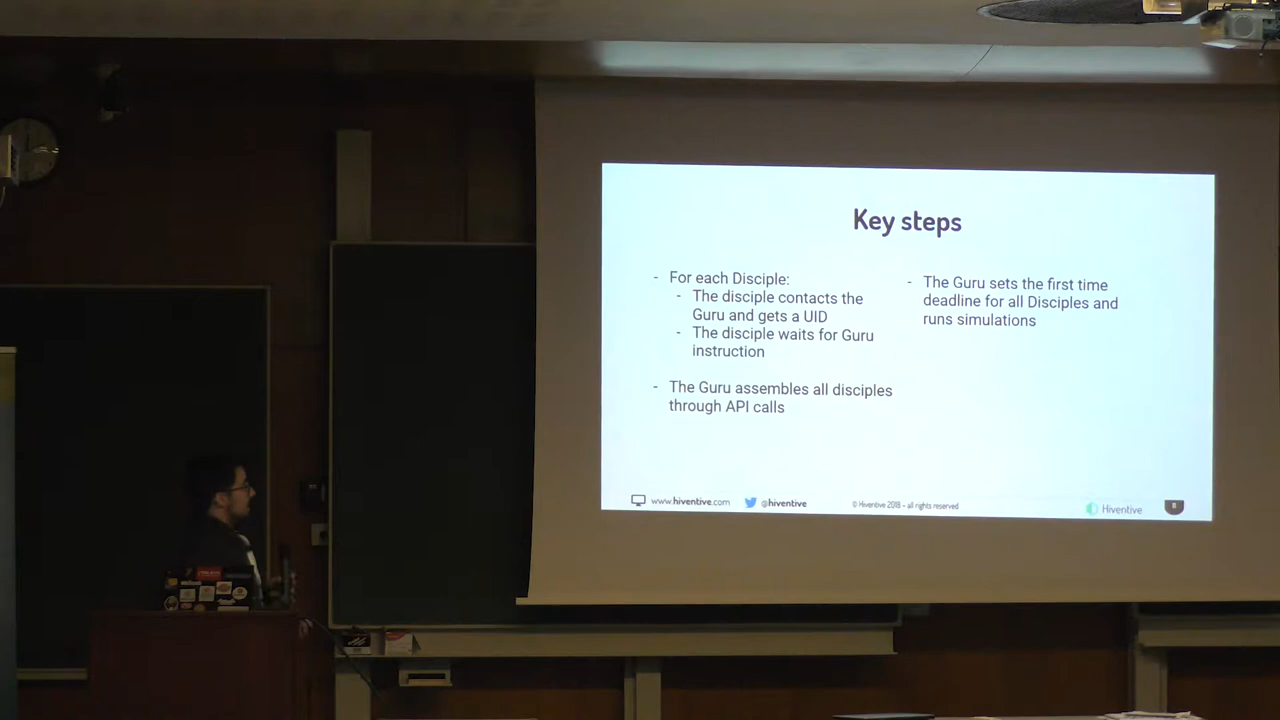 Key steps
- For each Disciple:
- The disciple contacts the
Guru and gets a UID
- The disciple waits for Guru
instruction
- The Guru assembles all disciples
through API calls
- The Guru sets the first time
deadline for all Disciples and
runs simulations
www.hiventive.com
@hiventive
© Hiventive 2018 – all rights reserved
Hiventive
8